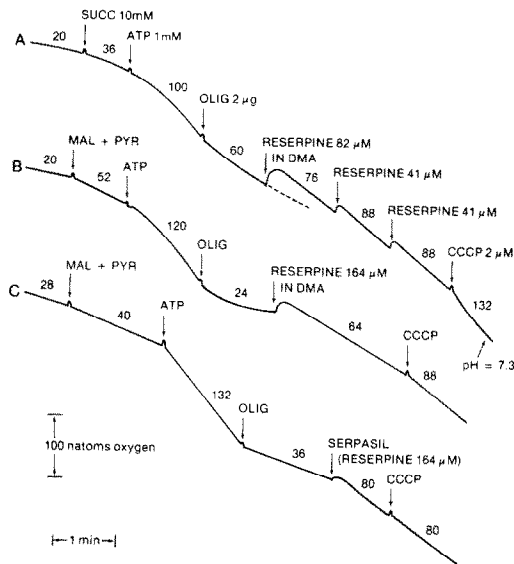 SUCC 10mM
A 20 36 ATP 1mM
100
OLIG 2 µg
60
RESERPINE 82 µM
IN DMA
76
RESERPINE 41 µM
88
RESERPINE 41 µM
88
CCCP 2 µM
132
pH = 7.3
MAL + PYR
B 20 52 ATP
120
OLIG
24
RESERPINE 164 µM
IN DMA
64
CCCP
88
MAL + PYR
C 28 40 ATP
132
OLIG
36
SERPASIL
(RESERPINE 164 µM)
80
CCCP
80
100 natoms oxygen
1 min